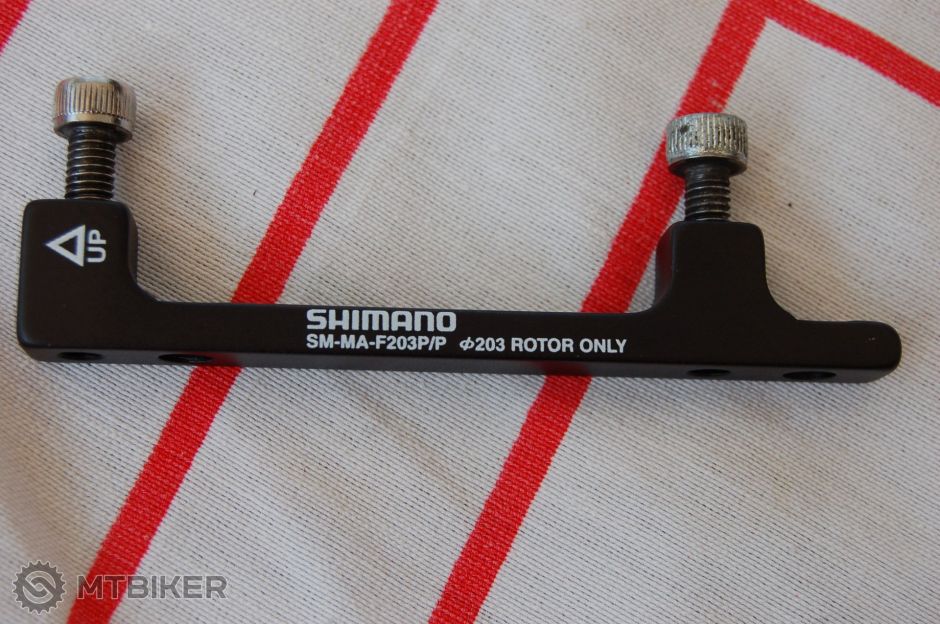 UP
SHIMANO
SM-MA-F203P/P ϕ203 ROTOR ONLY
MTBIKER